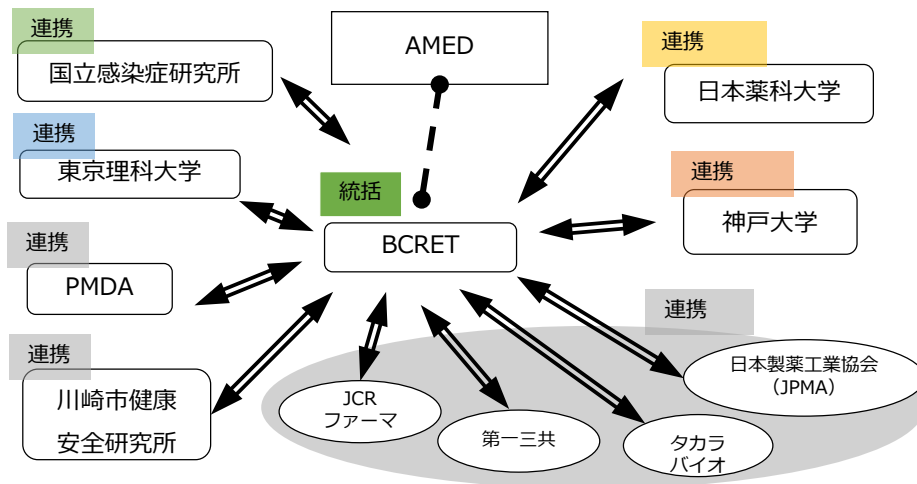 連携
国立感染症研究所
AMED
連携
日本薬科大学
連携
東京理科大学
統括
BCRET
連携
神戸大学
連携
PMDA
連携
川崎市健康
安全研究所
連携
日本製薬工業協会
(JPMA)
JCR
ファーマ
第一三共
タカラ
バイオ